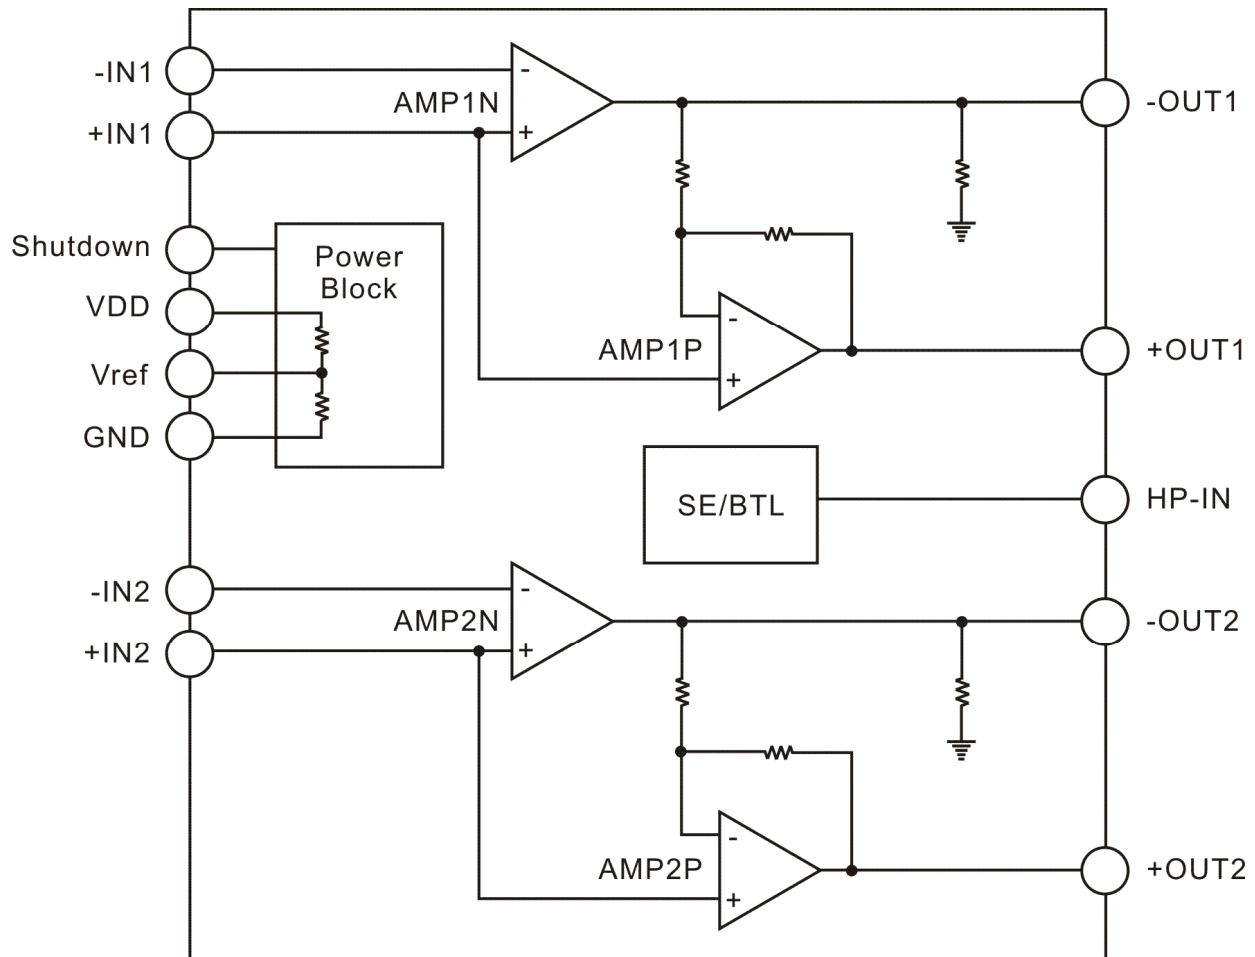 -IN1
+IN1
AMP1N
-
+
-OUT1
Shutdown
VDD
Vref
GND
Power
Block
AMP1P
-
+
+OUT1
SE/BTL
HP-IN
-IN2
+IN2
AMP2N
-
+
-OUT2
AMP2P
-
+
+OUT2